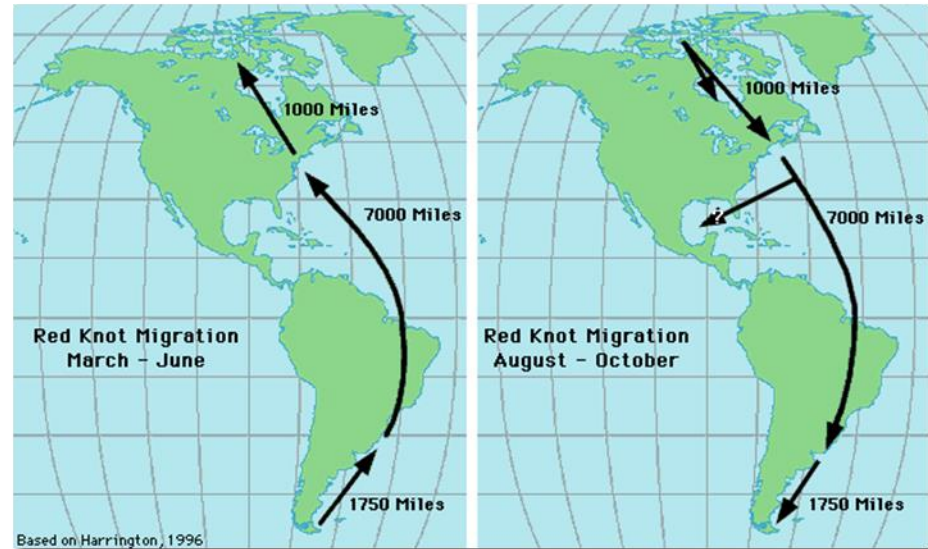 1000 Miles
7000 Miles
Red Knot Migration
March - June
1750 Miles
Based on Harrington, 1996
1000 Miles
?
7000 Miles
Red Knot Migration
August - October
1750 Miles